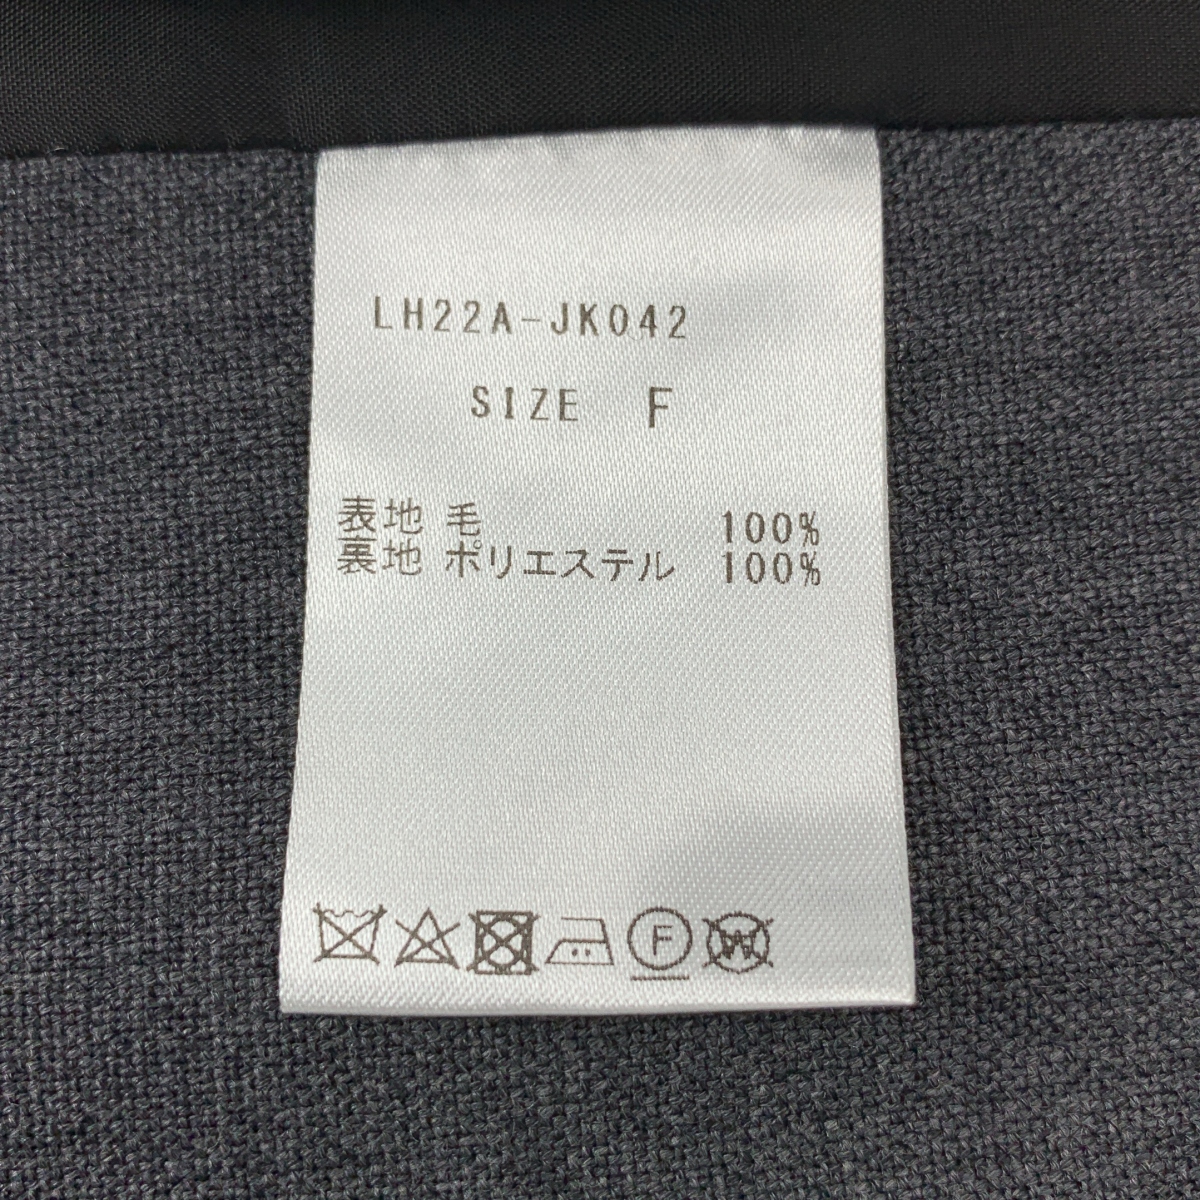 LH22A-JK042
SIZE F
表地 毛 100%
裏地 ポリエステル 100%
F W